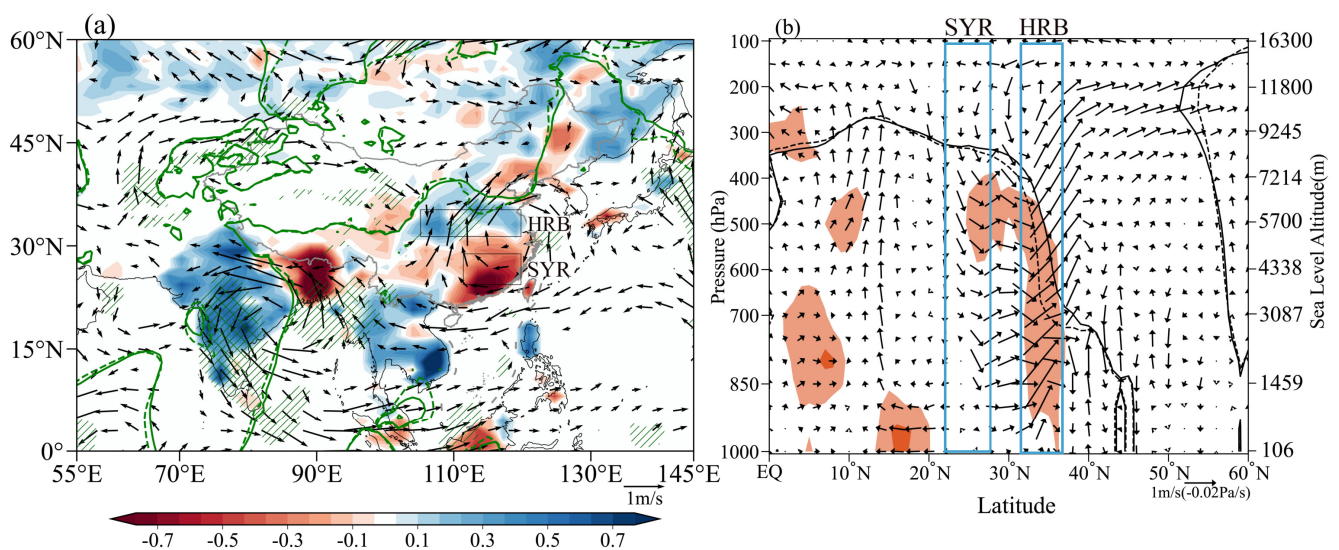 (a)
60°N
45°N
30°N
15°N
0°
55°E
70°E
90°E
110°E
130°E
145°E
HRB
SYR
1m/s
-0.7
-0.5
-0.3
-0.1
0.1
0.3
0.5
0.7
(b)
SYR
HRB
Pressure (hPa)
100
150
200
300
400
500
600
700
850
1000
16300
11800
9245
7214
5700
4338
3087
1459
106
Sea Level Altitude(m)
EQ
10°N
20°N
30°N
40°N
50°N
60°N
Latitude
1m/s(-0.02Pa/s)